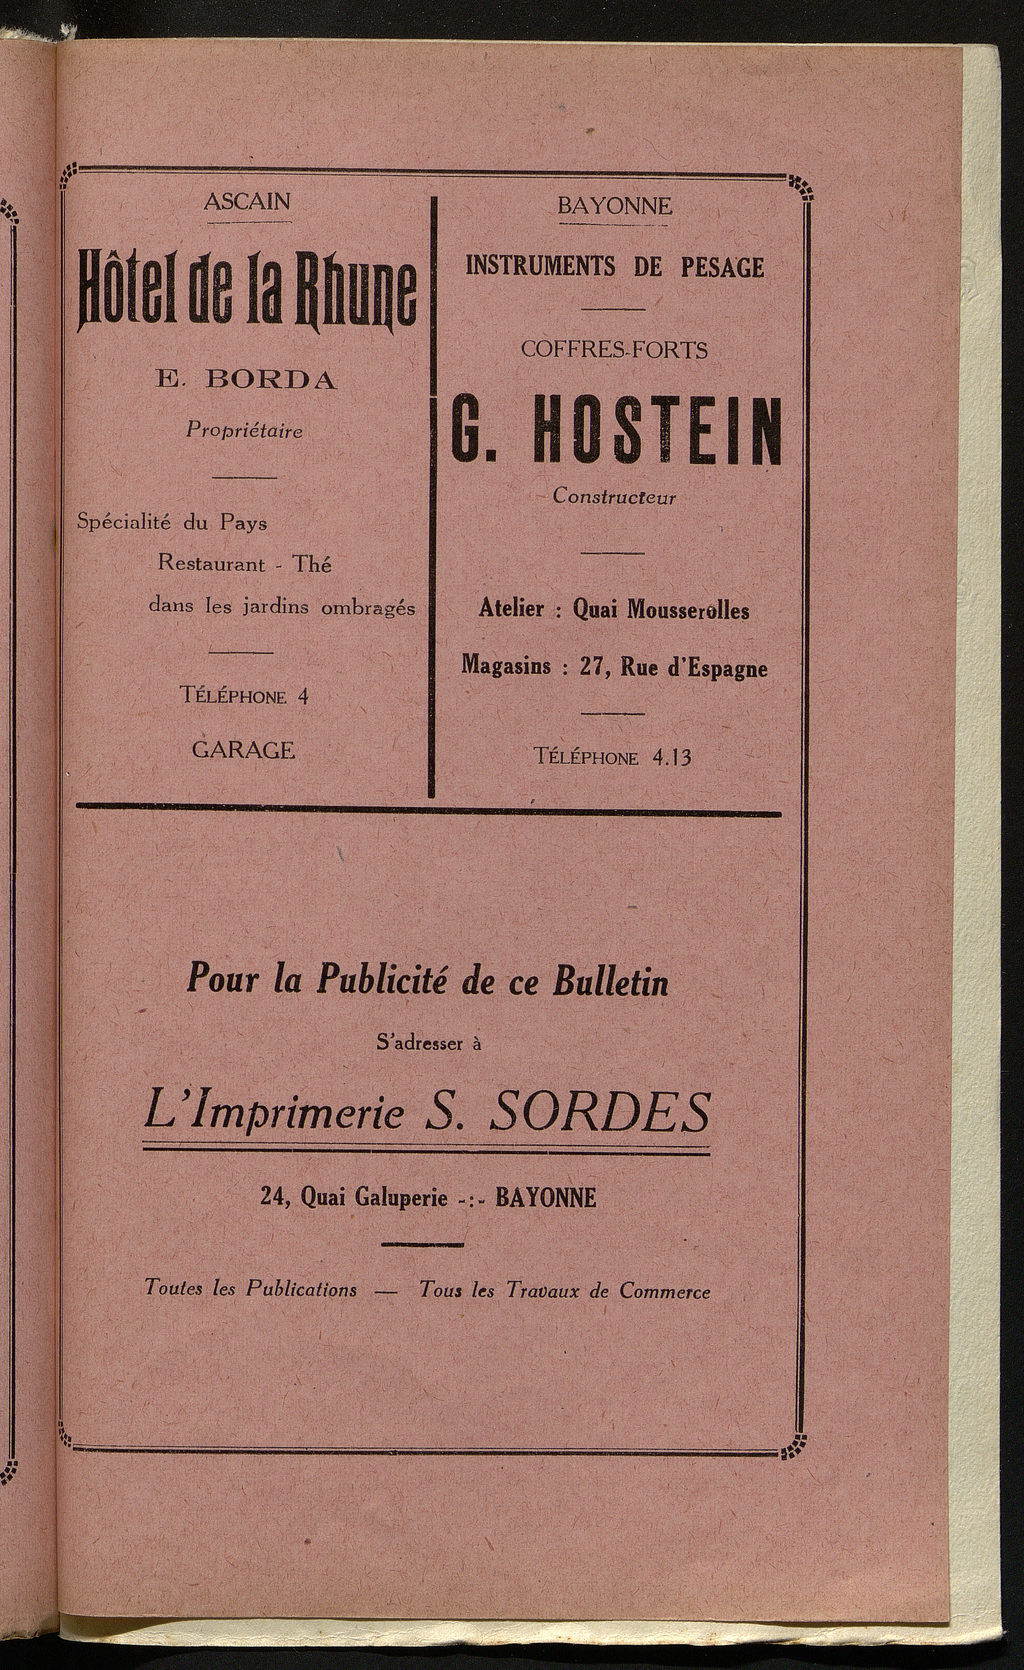 ASCAIN
Hôtel de la Rhune
E. BORDA
Propriétaire
Spécialité du Pays
Restaurant - Thé
dans les jardins ombragés
TÉLÉPHONE 4
GARAGE
BAYONNE
INSTRUMENTS DE PESAGE
COFFRES-FORTS
G. HOSTEIN
Constructeur
Atelier : Quai Mousserolles
Magasins : 27, Rue d'Espagne
TÉLÉPHONE 4.13
Pour la Publicité de ce Bulletin
S'adresser à
L'Imprimerie S. SORDES
24, Quai Galuperie -:- BAYONNE
Toutes les Publications — Tous les Travaux de Commerce